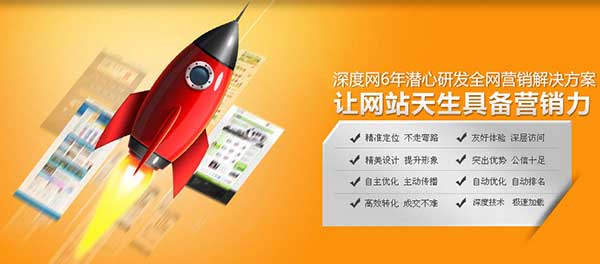 深度网6年潜心研发全网营销解决方案
让网站天生具备营销力
精准定位 不走弯路
友好体验 深层访问
精美设计 提升形象
突出优势 公信十足
自主优化 主动传播
自动优化 自动排名
高效转化 成交不难
深度技术 极速加载